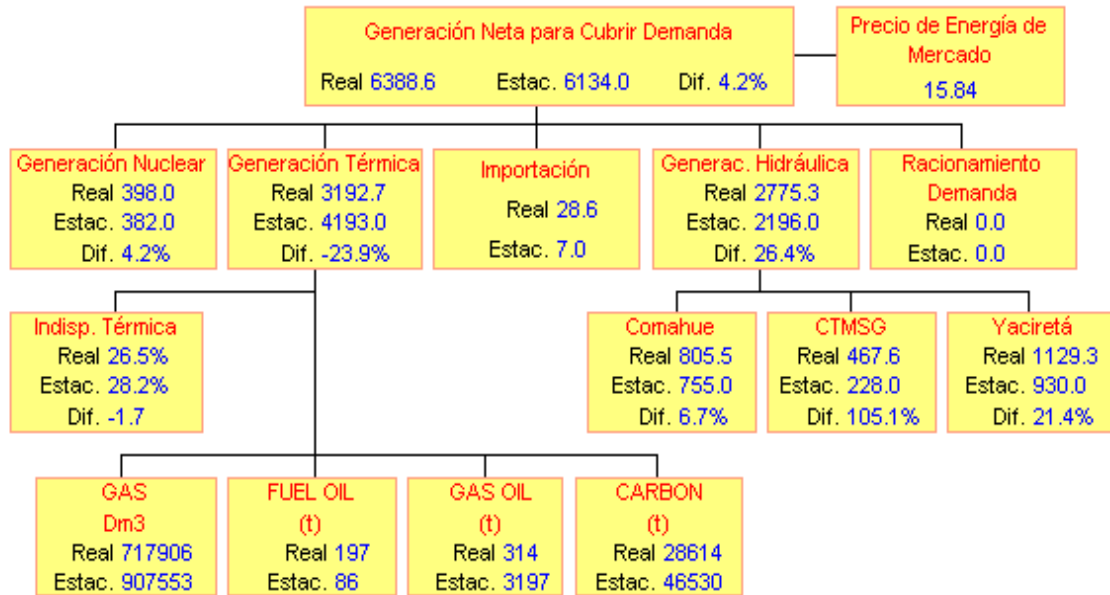 Generación Neta para Cubrir Demanda
Real 6388.6 Estac. 6134.0 Dif. 4.2%
Precio de Energía de
Mercado
15.84
Generación Nuclear
Real 398.0
Estac. 382.0
Dif. 4.2%
Generación Térmica
Real 3192.7
Estac. 4193.0
Dif. -23.9%
Importación
Real 28.6
Estac. 7.0
Generac. Hidráulica
Real 2775.3
Estac. 2196.0
Dif. 26.4%
Racionamiento
Demanda
Real 0.0
Estac. 0.0
Indisp. Térmica
Real 26.5%
Estac. 28.2%
Dif. -1.7
Comahue
Real 805.5
Estac. 755.0
Dif. 6.7%
CTMSG
Real 467.6
Estac. 228.0
Dif. 105.1%
Yaciretá
Real 1129.3
Estac. 930.0
Dif. 21.4%
GAS
Dm3
Real 717906
Estac. 907553
FUEL OIL
(t)
Real 197
Estac. 86
GAS OIL
(t)
Real 314
Estac. 3197
CARBON
(t)
Real 28614
Estac. 46530